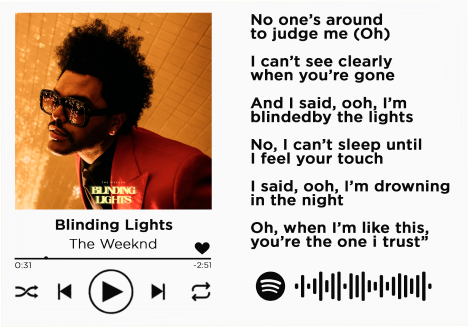 THE WEEKND
BLINDING
LIGHTS
Blinding Lights
The Weeknd
0:31
-2:51
No one's around
to judge me (Oh)
I can't see clearly
when you're gone
And I said, ooh, I'm
blindedby the lights
No, I can't sleep until
I feel your touch
I said, ooh, I'm drowning
in the night
Oh, when I'm like this,
you're the one i trust”